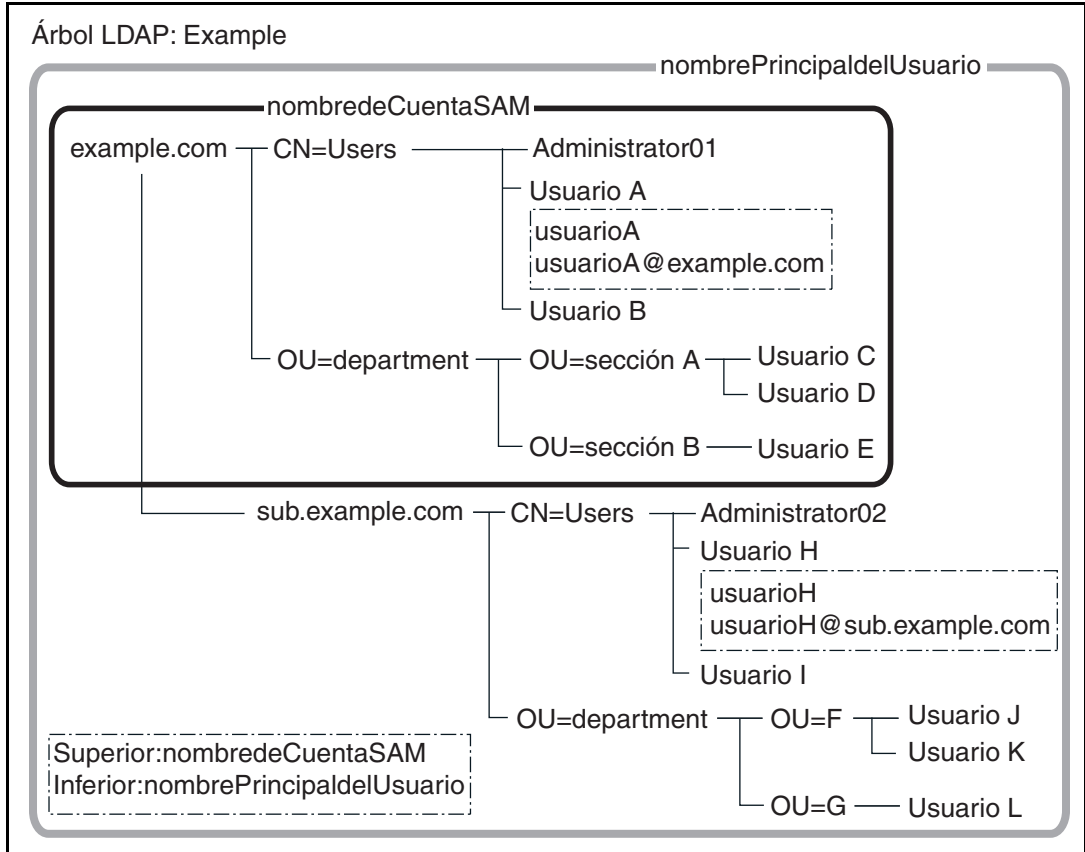 Árbol LDAP: Example
nombrePrincipaldelUsuario
nombredeCuentaSAM
example.com
CN=Users
Administrator01
Usuario A
usuarioA
usuarioA@example.com
Usuario B
OU=department
OU=sección A
Usuario C
Usuario D
OU=sección B
Usuario E
sub.example.com
CN=Users
Administrator02
Usuario H
usuarioH
usuarioH@sub.example.com
Usuario I
OU=department
OU=F
Usuario J
Usuario K
OU=G
Usuario L
Superior:nombredeCuentaSAM
Inferior:nombrePrincipaldelUsuario